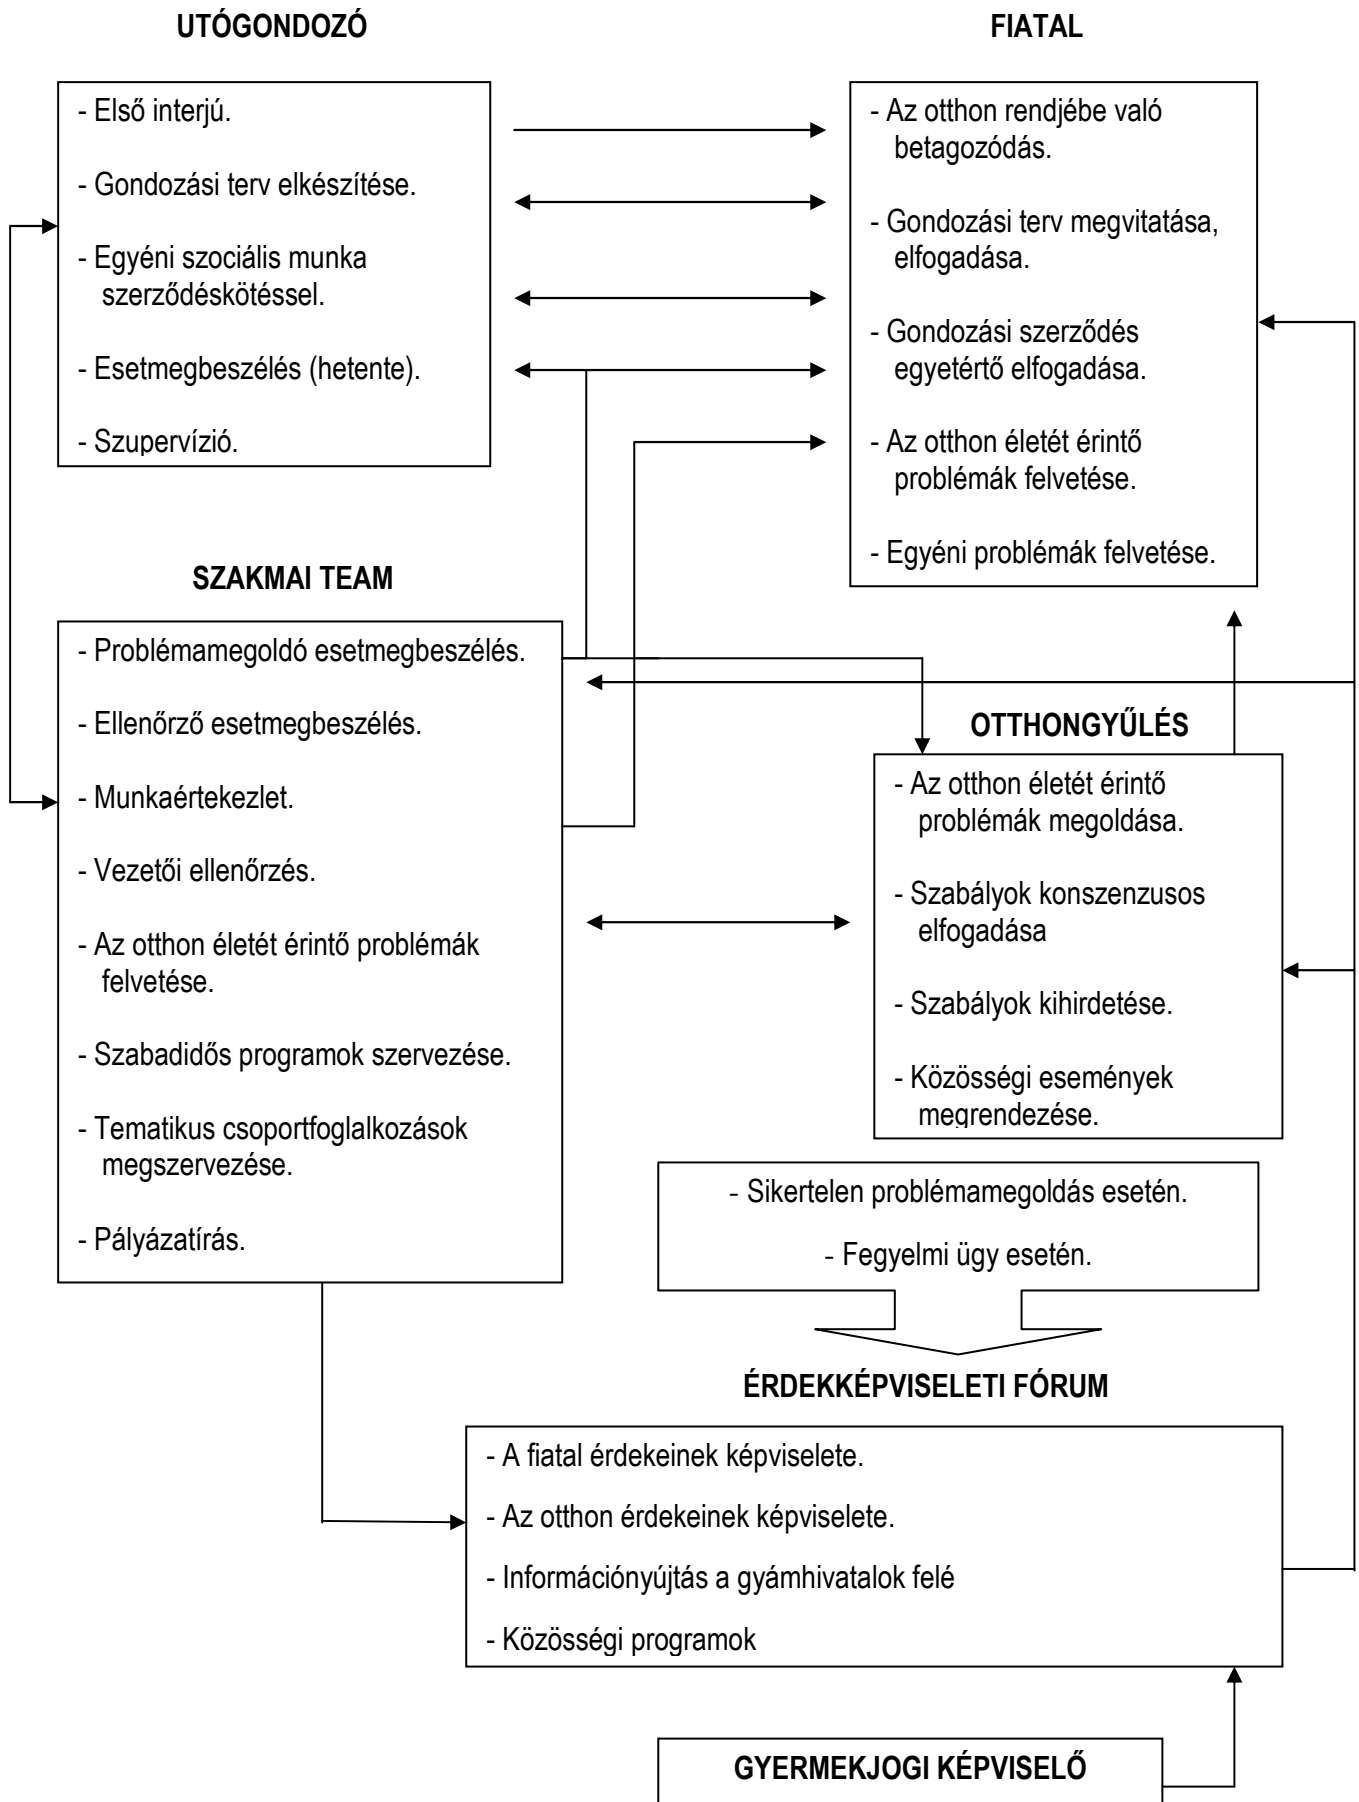 UTÓGONDOZÓ
- Első interjú.
- Gondozási terv elkészítése.
- Egyéni szociális munka
szerződéskötéssel.
- Esetmegbeszélés (hetente).
- Szupervízió.
FIATAL
- Az otthon rendjébe való
betagozódás.
- Gondozási terv megvitatása,
elfogadása.
- Gondozási szerződés
egyetértő elfogadása.
- Az otthon életét érintő
problémák felvetése.
- Egyéni problémák felvetése.
SZAKMAI TEAM
- Problémamegoldó esetmegbeszélés.
- Ellenőrző esetmegbeszélés.
- Munkaértekezlet.
- Vezetői ellenőrzés.
- Az otthon életét érintő problémák
felvetése.
- Szabadidős programok szervezése.
- Tematikus csoportfoglalkozások
megszervezése.
- Pályázatírás.
OTTHONGYŰLÉS
- Az otthon életét érintő
problémák megoldása.
- Szabályok konszenzusos
elfogadása
- Szabályok kihirdetése.
- Közösségi események
megrendezése.
- Sikertelen problémamegoldás esetén.
- Fegyelmi ügy esetén.
ÉRDEKKÉPVISELETI FÓRUM
- A fiatal érdekeinek képviselete.
- Az otthon érdekeinek képviselete.
- Információnyújtás a gyámhivatalok felé
- Közösségi programok
GYERMEKJOGI KÉPVISELŐ